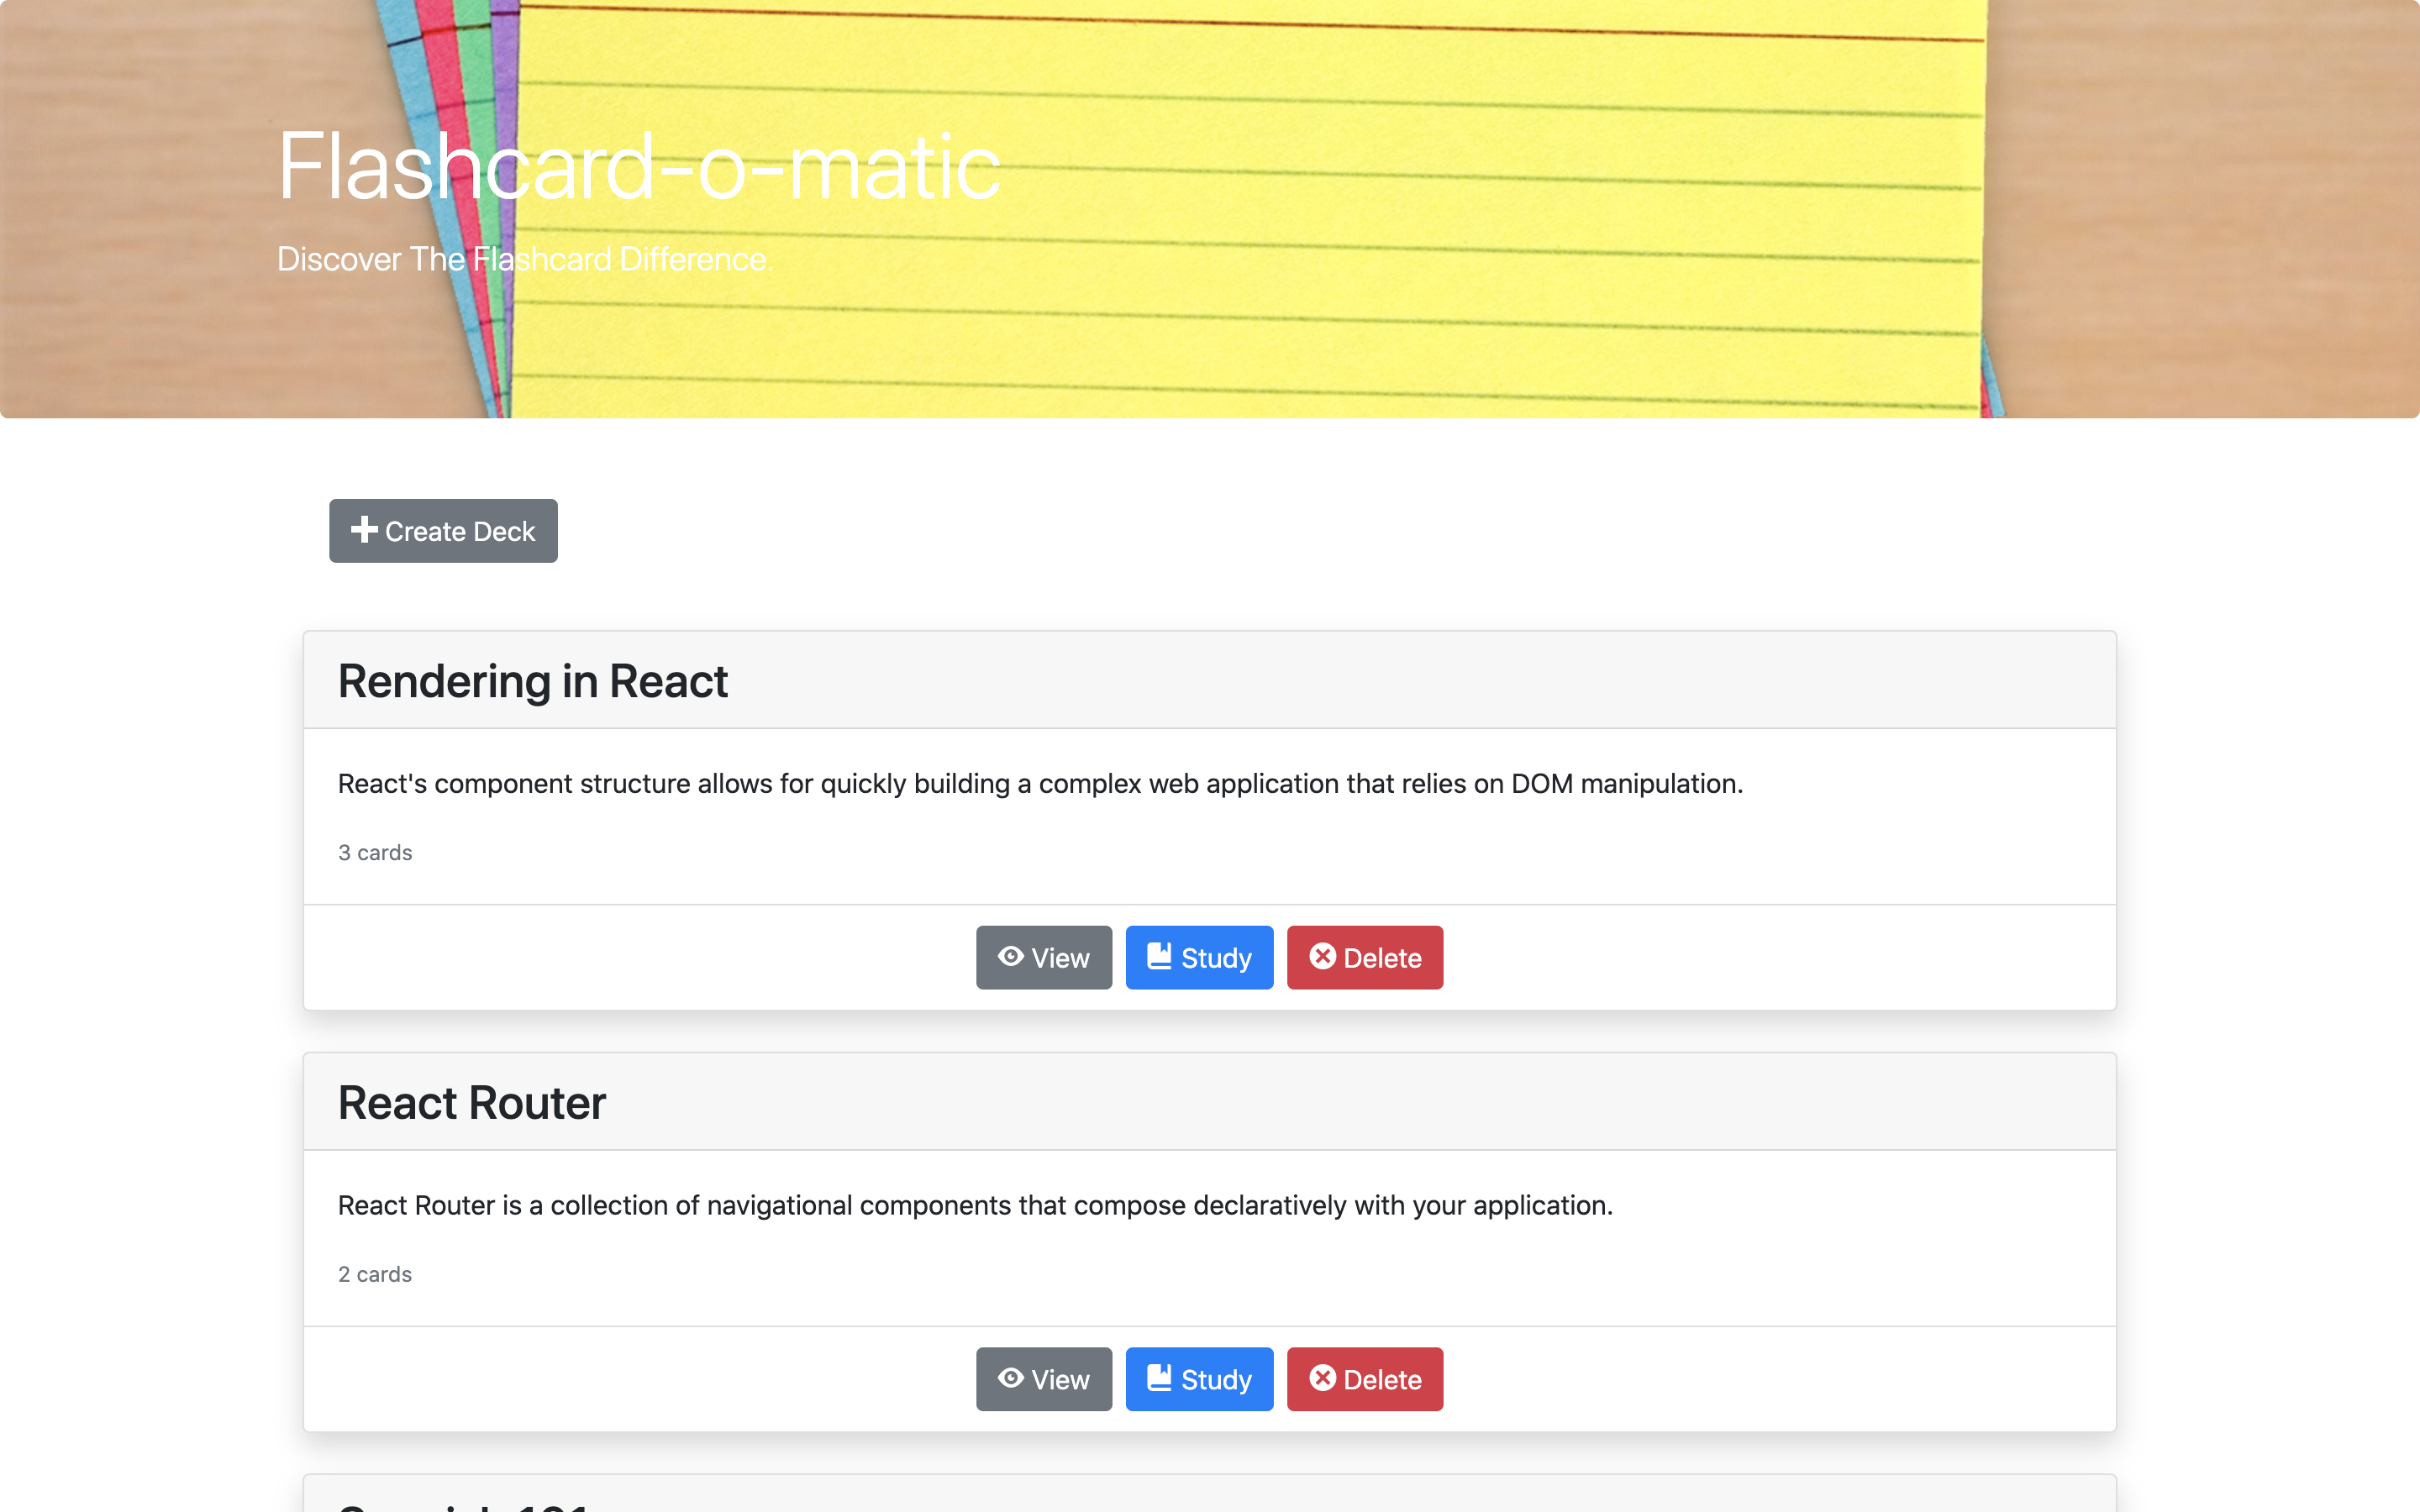 Flashcard-o-matic
Discover The Flashcard Difference.
Create Deck
Rendering in React
React's component structure allows for quickly building a complex web application that relies on DOM manipulation.
3 cards
View Study Delete
React Router
React Router is a collection of navigational components that compose declaratively with your application.
2 cards
View Study Delete